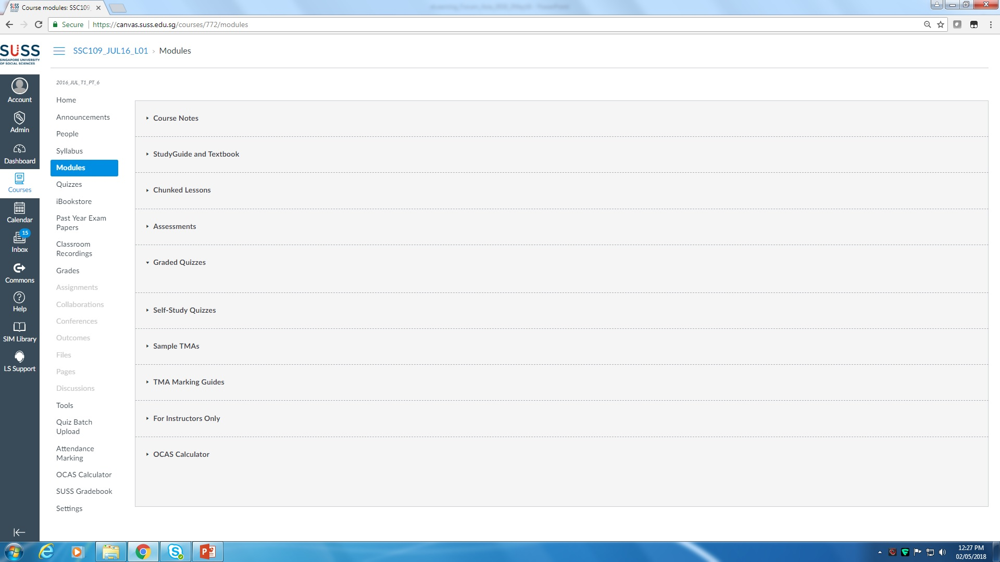 Course modules: SSC109_
Secure
https://canvas.suss.edu.sg/courses/772/modules
SUSS
SINGAPORE UNIVERSITY
OF SOCIAL SCIENCES
SSC109_JUL16_L01 › Modules
Account
Admin
Dashboard
Courses
Calendar
15
Inbox
Commons
Help
SIM Library
LS Support
2016_JUL_T1_PT_6
Home
Announcements
People
Syllabus
Modules
Quizzes
iBookstore
Past Year Exam
Papers
Classroom
Recordings
Grades
Assignments
Collaborations
Conferences
Outcomes
Files
Pages
Discussions
Tools
Quiz Batch
Upload
Attendance
Marking
OCAS Calculator
SUSS Gradebook
Settings
Course Notes
StudyGuide and Textbook
Chunked Lessons
Assessments
Graded Quizzes
Self-Study Quizzes
Sample TMAs
TMA Marking Guides
For Instructors Only
OCAS Calculator
12:27 PM
02/05/2018